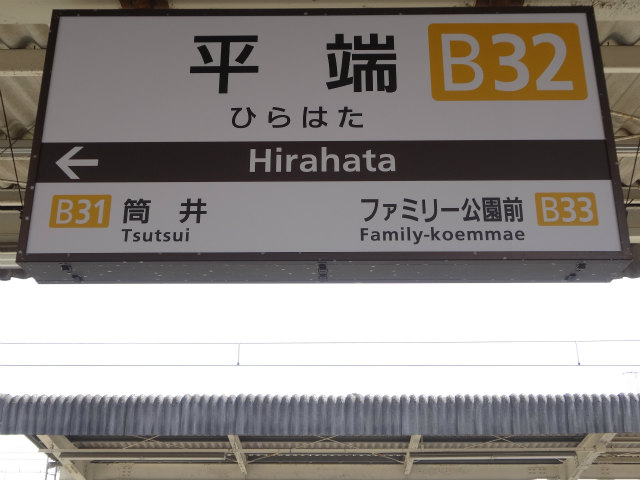 平端 B32
ひらはた
Hirahata
B31 筒井 ファミリー公園前 B33
Tsutsui Family-koemmae